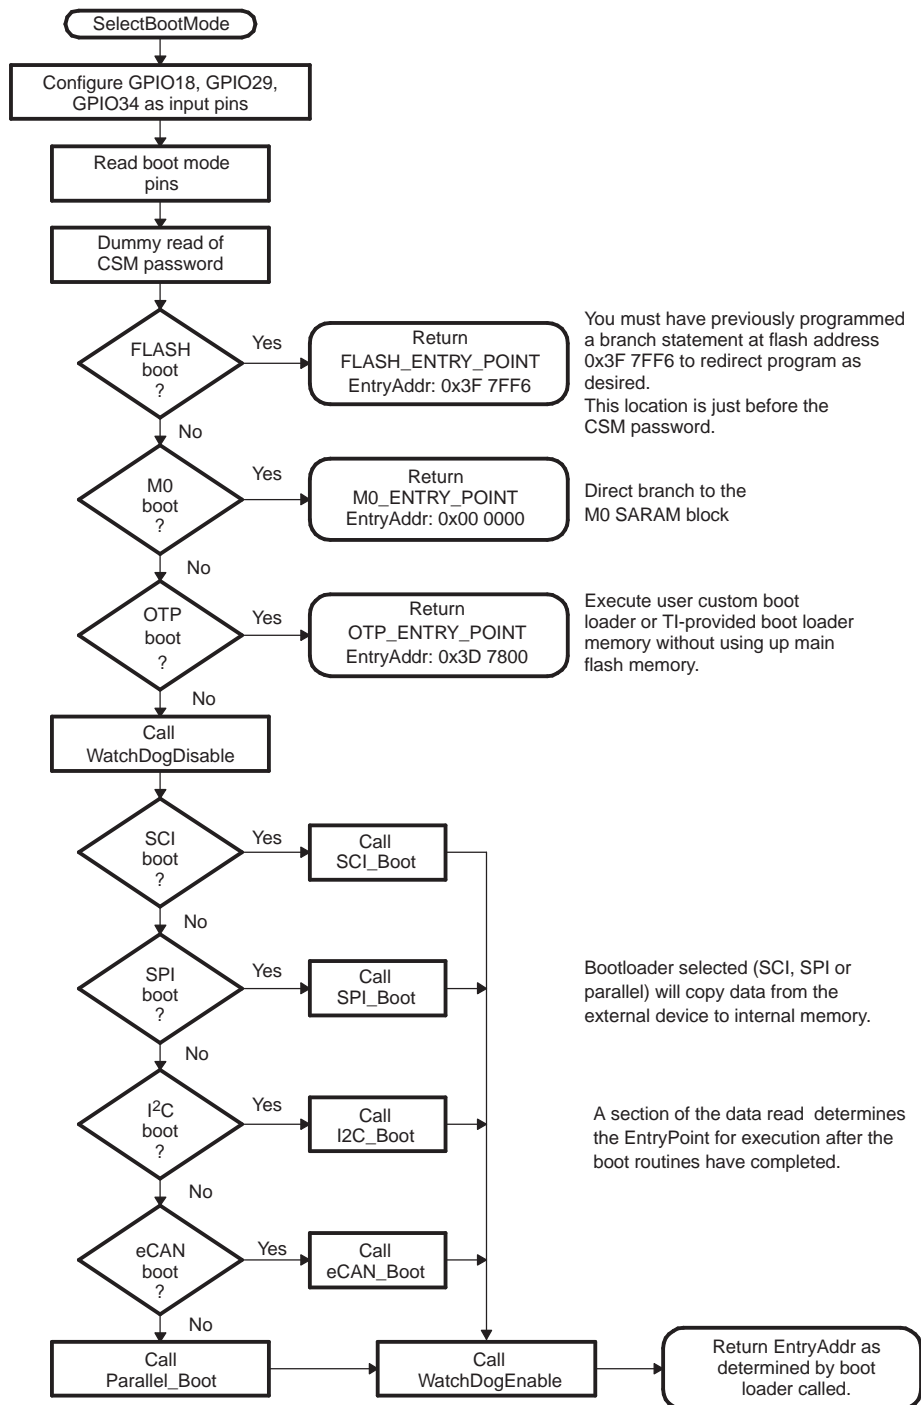 SelectBootMode
Configure GPIO18, GPIO29,
GPIO34 as input pins
Read boot mode
pins
Dummy read of
CSM password
FLASH
boot
?
Yes
Return
FLASH_ENTRY_POINT
EntryAddr: 0x3F 7FF6
You must have previously programmed
a branch statement at flash address
0x3F 7FF6 to redirect program as
desired.
This location is just before the
CSM password.
No
M0
boot
?
Yes
Return
M0_ENTRY_POINT
EntryAddr: 0x00 0000
Direct branch to the
M0 SARAM block
No
OTP
boot
?
Yes
Return
OTP_ENTRY_POINT
EntryAddr: 0x3D 7800
Execute user custom boot
loader or TI-provided boot loader
memory without using up main
flash memory.
No
Call
WatchDogDisable
SCI
boot
?
Yes
Call
SCI_Boot
No
SPI
boot
?
Yes
Call
SPI_Boot
Bootloader selected (SCI, SPI or
parallel) will copy data from the
external device to internal memory.
No
I²C
boot
?
Yes
Call
I2C_Boot
A section of the data read determines
the EntryPoint for execution after the
boot routines have completed.
No
eCAN
boot
?
Yes
Call
eCAN_Boot
No
Call
Parallel_Boot
Call
WatchDogEnable
Return EntryAddr as
determined by boot
loader called.